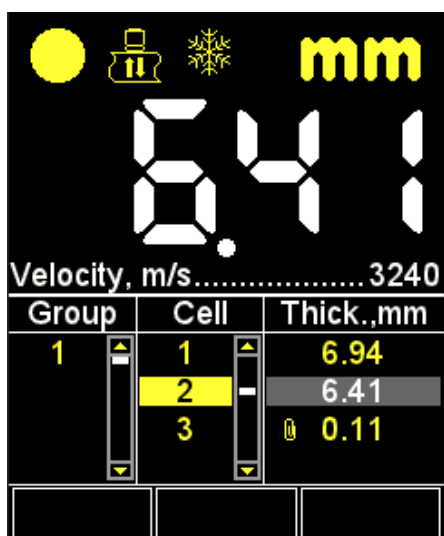 mm
6.41
Velocity, m/s....................3240
Group Cell Thick.,mm
1 1 6.94
2 6.41
3 0.11